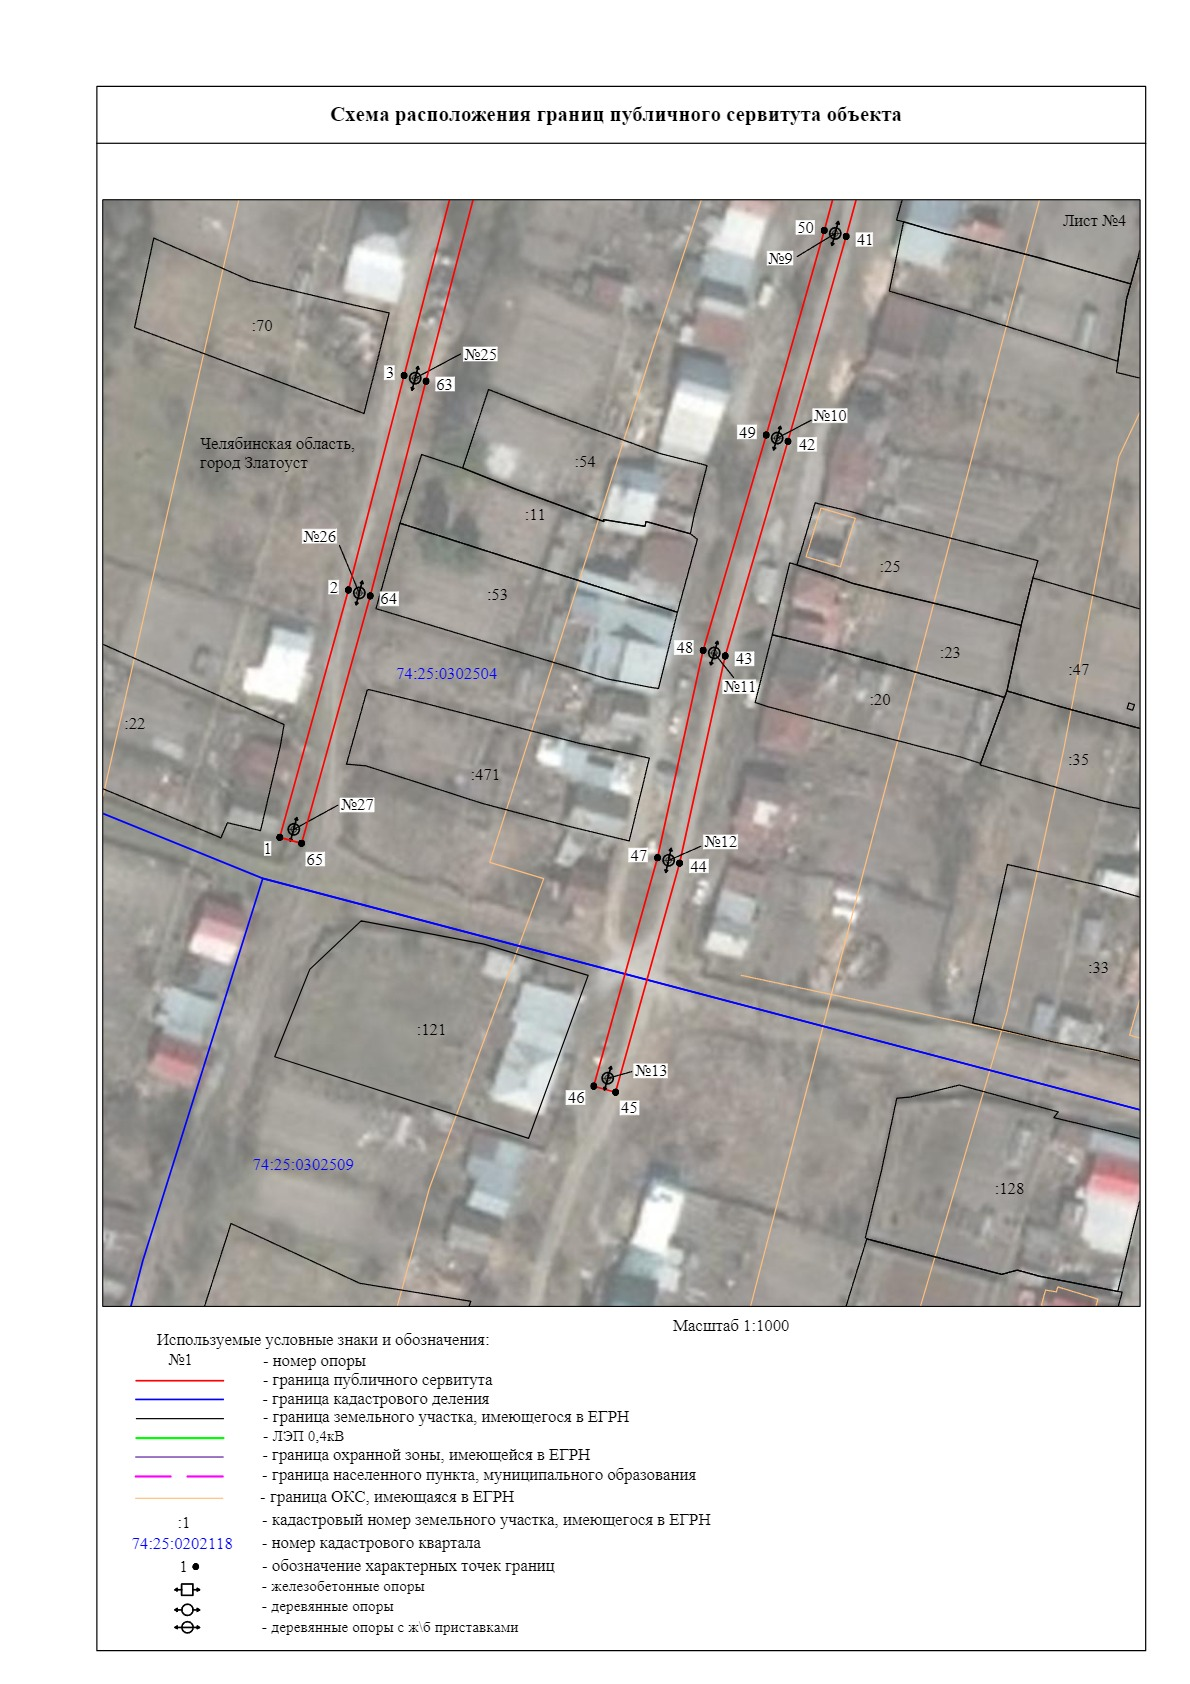 Схема расположения границ публичного сервитута объекта
Лист №4
50
41
№9
:70
№25
3
63
№10
49
42
Челябинская область,
город Златоуст
:54
:11
№26
:25
2
64
:53
48
43
:23
74:25:0302504
:47
№11
:20
:22
:35
:471
№27
1
65
№12
47
44
:33
:121
№13
46
45
74:25:0302509
:128
Масштаб 1:1000
Используемые условные знаки и обозначения:
№1 - номер опоры
- граница публичного сервитута
- граница кадастрового деления
- граница земельного участка, имеющегося в ЕГРН
- ЛЭП 0,4кВ
- граница охранной зоны, имеющейся в ЕГРН
- граница населенного пункта, муниципального образования
- граница ОКС, имеющаяся в ЕГРН
:1 - кадастровый номер земельного участка, имеющегося в ЕГРН
74:25:0202118 - номер кадастрового квартала
1 - обозначение характерных точек границ
- железобетонные опоры
- деревянные опоры
- деревянные опоры с ж\б приставками